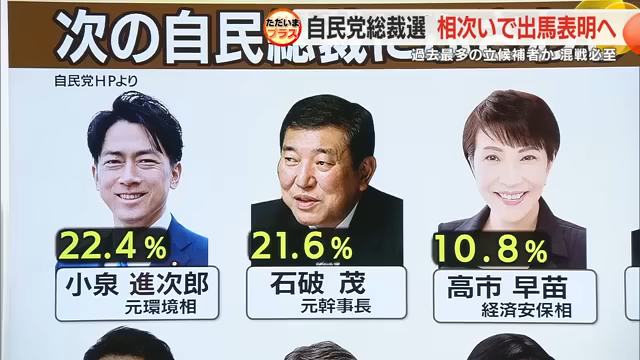 ただいま
プラス
自民党総裁選 相次いで出馬表明へ
過去最多の立候補者か 混戦必至
次の自民総裁に
自民党HPより
22.4%
21.6%
10.8%
小泉 進次郎
元環境相
石破 茂
元幹事長
高市 早苗
経済安保相